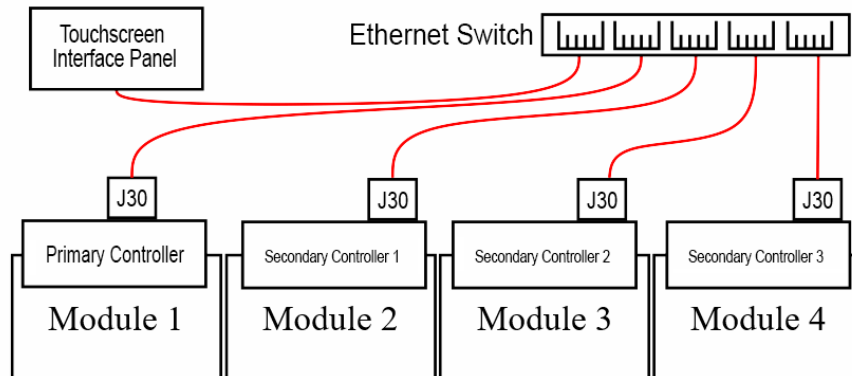 Touchscreen
Interface Panel
Ethernet Switch
J30
J30
J30
J30
Primary Controller
Secondary Controller 1
Secondary Controller 2
Secondary Controller 3
Module 1
Module 2
Module 3
Module 4